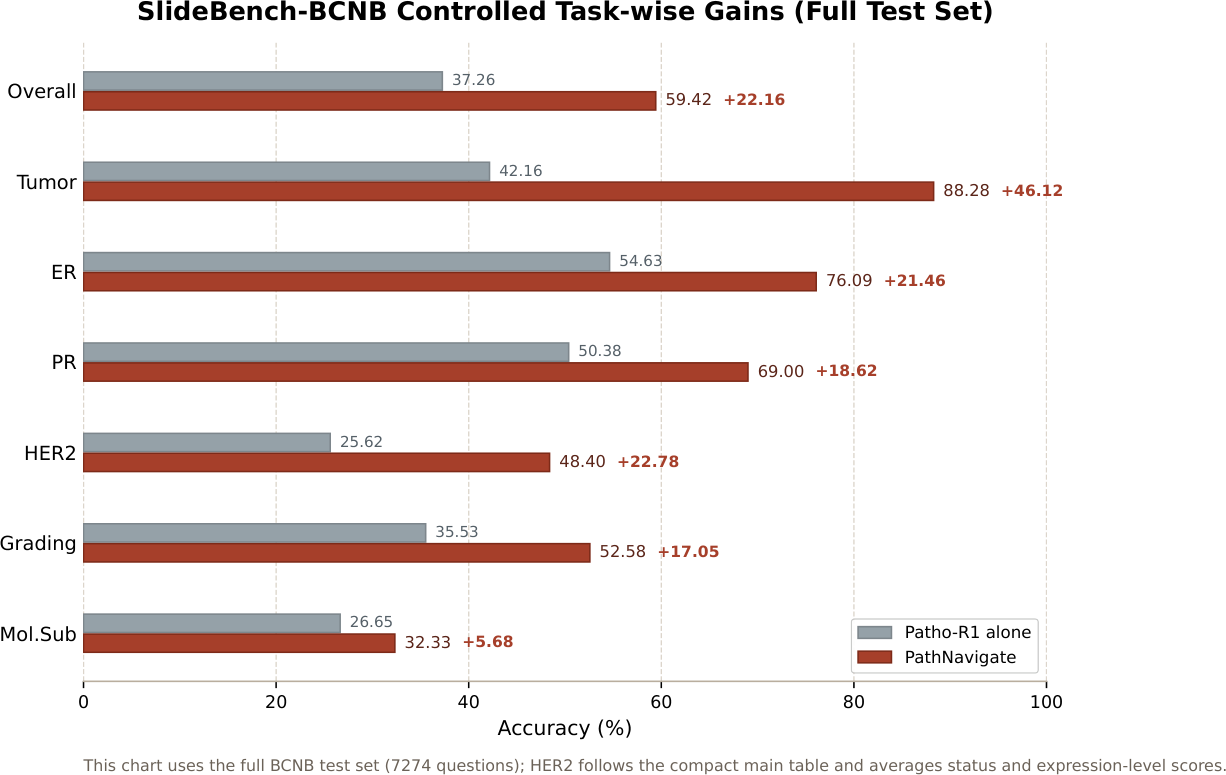 SlideBench-BCNB Controlled Task-wise Gains (Full Test Set)
Overall
37.26
59.42 +22.16
Tumor
42.16
88.28 +46.12
ER
54.63
76.09 +21.46
PR
50.38
69.00 +18.62
HER2
25.62
48.40 +22.78
Grading
35.53
52.58 +17.05
Mol.Sub
26.65
32.33 +5.68
Patho-R1 alone
PathNavigate
0 20 40 60 80 100
Accuracy (%)
This chart uses the full BCNB test set (7274 questions); HER2 follows the compact main table and averages status and expression-level scores.